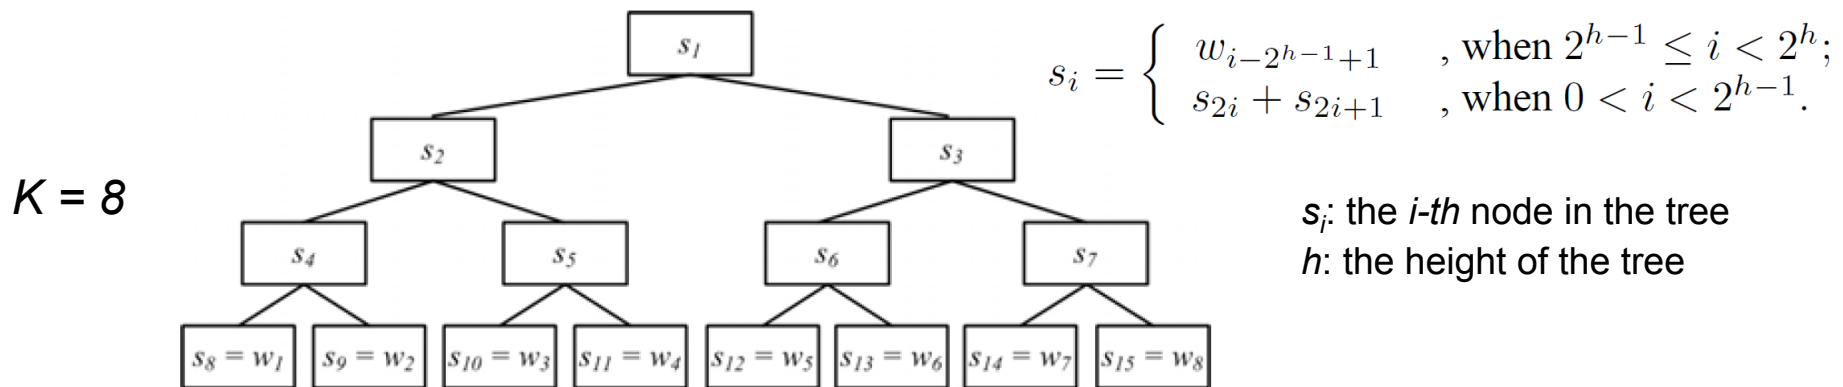 s₁
sᵢ = { w_{i−2^{h−1}+1} , when 2^{h−1} ≤ i < 2^h;
s_{2i} + s_{2i+1} , when 0 < i < 2^{h−1}.
s₂ s₃
K = 8
sᵢ: the i-th node in the tree
h: the height of the tree
s₄ s₅ s₆ s₇
s₈ = w₁ s₉ = w₂ s₁₀ = w₃ s₁₁ = w₄ s₁₂ = w₅ s₁₃ = w₆ s₁₄ = w₇ s₁₅ = w₈